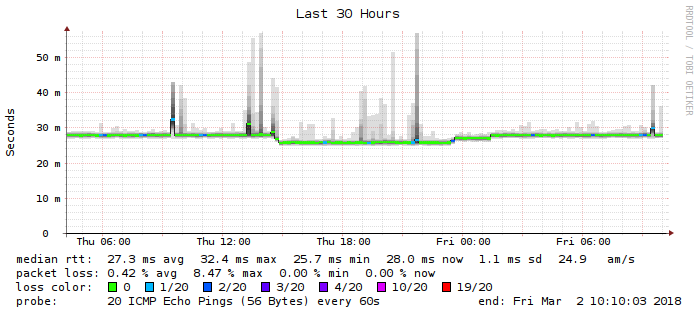 Last 30 Hours
RRDTOOL / TOBI OETIKER
Seconds
50 m
40 m
30 m
20 m
10 m
0
Thu 06:00 Thu 12:00 Thu 18:00 Fri 00:00 Fri 06:00
median rtt: 27.3 ms avg 32.4 ms max 25.7 ms min 28.0 ms now 1.1 ms sd 24.9 am/s
packet loss: 0.42 % avg 8.47 % max 0.00 % min 0.00 % now
loss color: 0 1/20 2/20 3/20 4/20 10/20 19/20
probe: 20 ICMP Echo Pings (56 Bytes) every 60s end: Fri Mar 2 10:10:03 2018